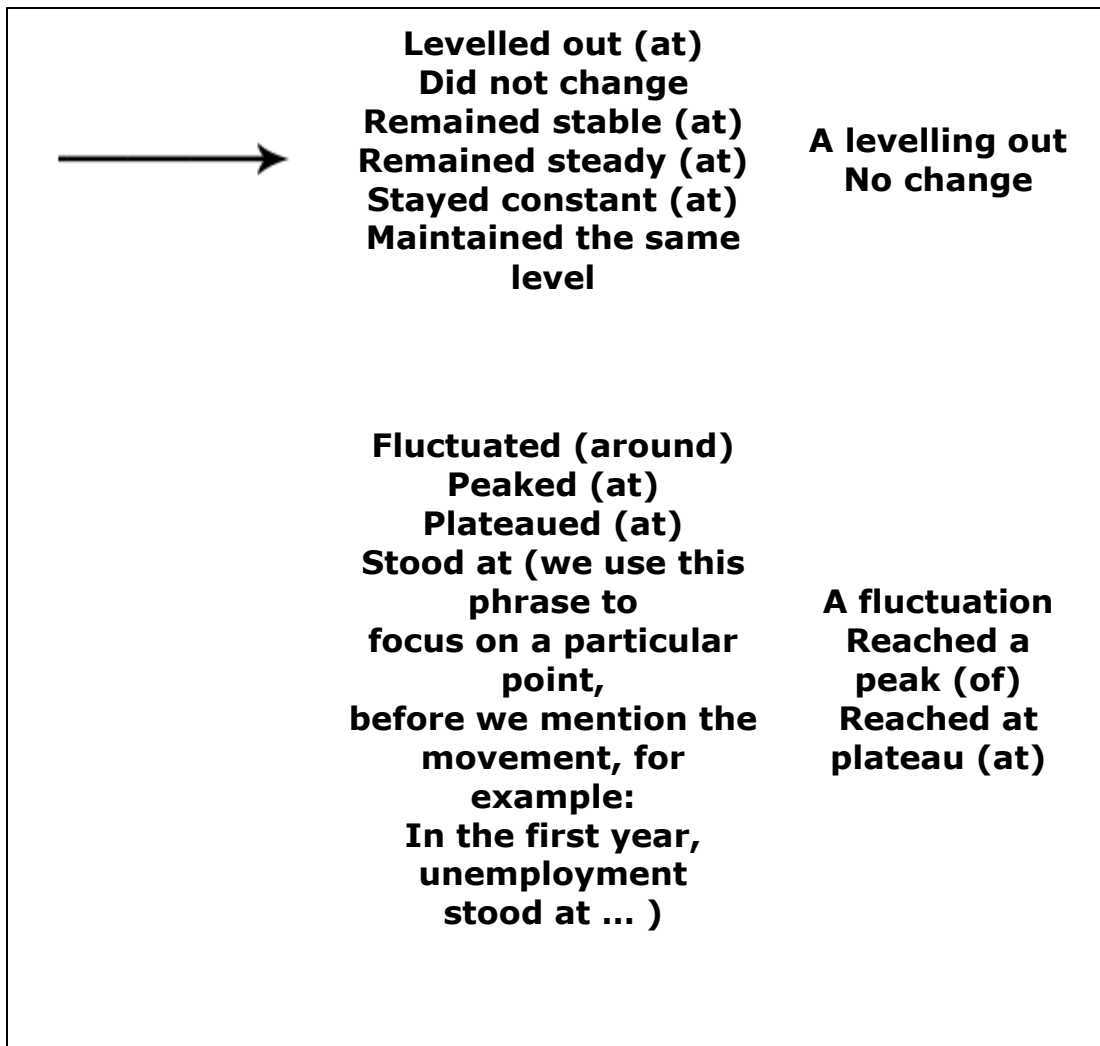 Levelled out (at)
Did not change
Remained stable (at)
Remained steady (at)
Stayed constant (at)
Maintained the same
level
A levelling out
No change
Fluctuated (around)
Peaked (at)
Plateaued (at)
Stood at (we use this
phrase to
focus on a particular
point,
before we mention the
movement, for
example:
In the first year,
unemployment
stood at ... )
A fluctuation
Reached a
peak (of)
Reached at
plateau (at)